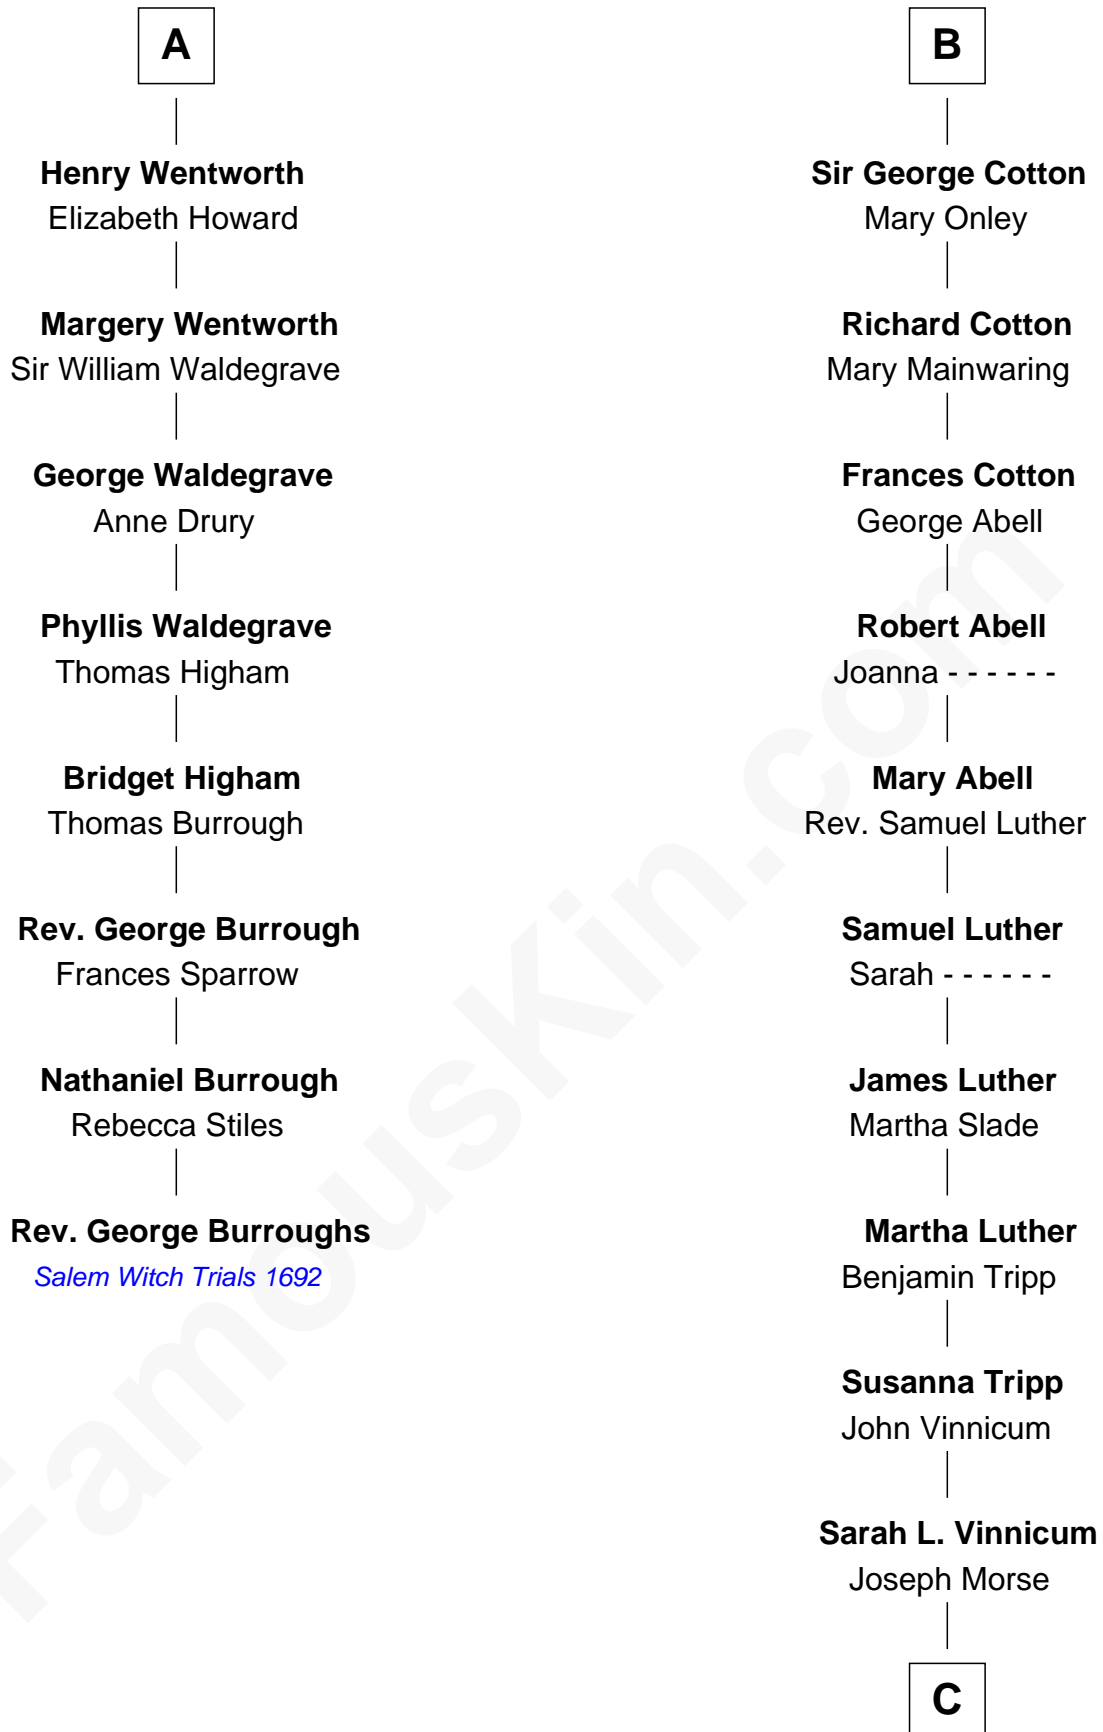 A
Henry Wentworth
Elizabeth Howard
Margery Wentworth
Sir William Waldegrave
George Waldegrave
Anne Drury
Phyllis Waldegrave
Thomas Higham
Bridget Higham
Thomas Burrough
Rev. George Burrough
Frances Sparrow
Nathaniel Burrough
Rebecca Stiles
Rev. George Burroughs
Salem Witch Trials 1692
B
Sir George Cotton
Mary Onley
Richard Cotton
Mary Mainwaring
Frances Cotton
George Abell
Robert Abell
Joanna - - - - - -
Mary Abell
Rev. Samuel Luther
Samuel Luther
Sarah - - - - - -
James Luther
Martha Slade
Martha Luther
Benjamin Tripp
Susanna Tripp
John Vinnicum
Sarah L. Vinnicum
Joseph Morse
C
FamousKin.com